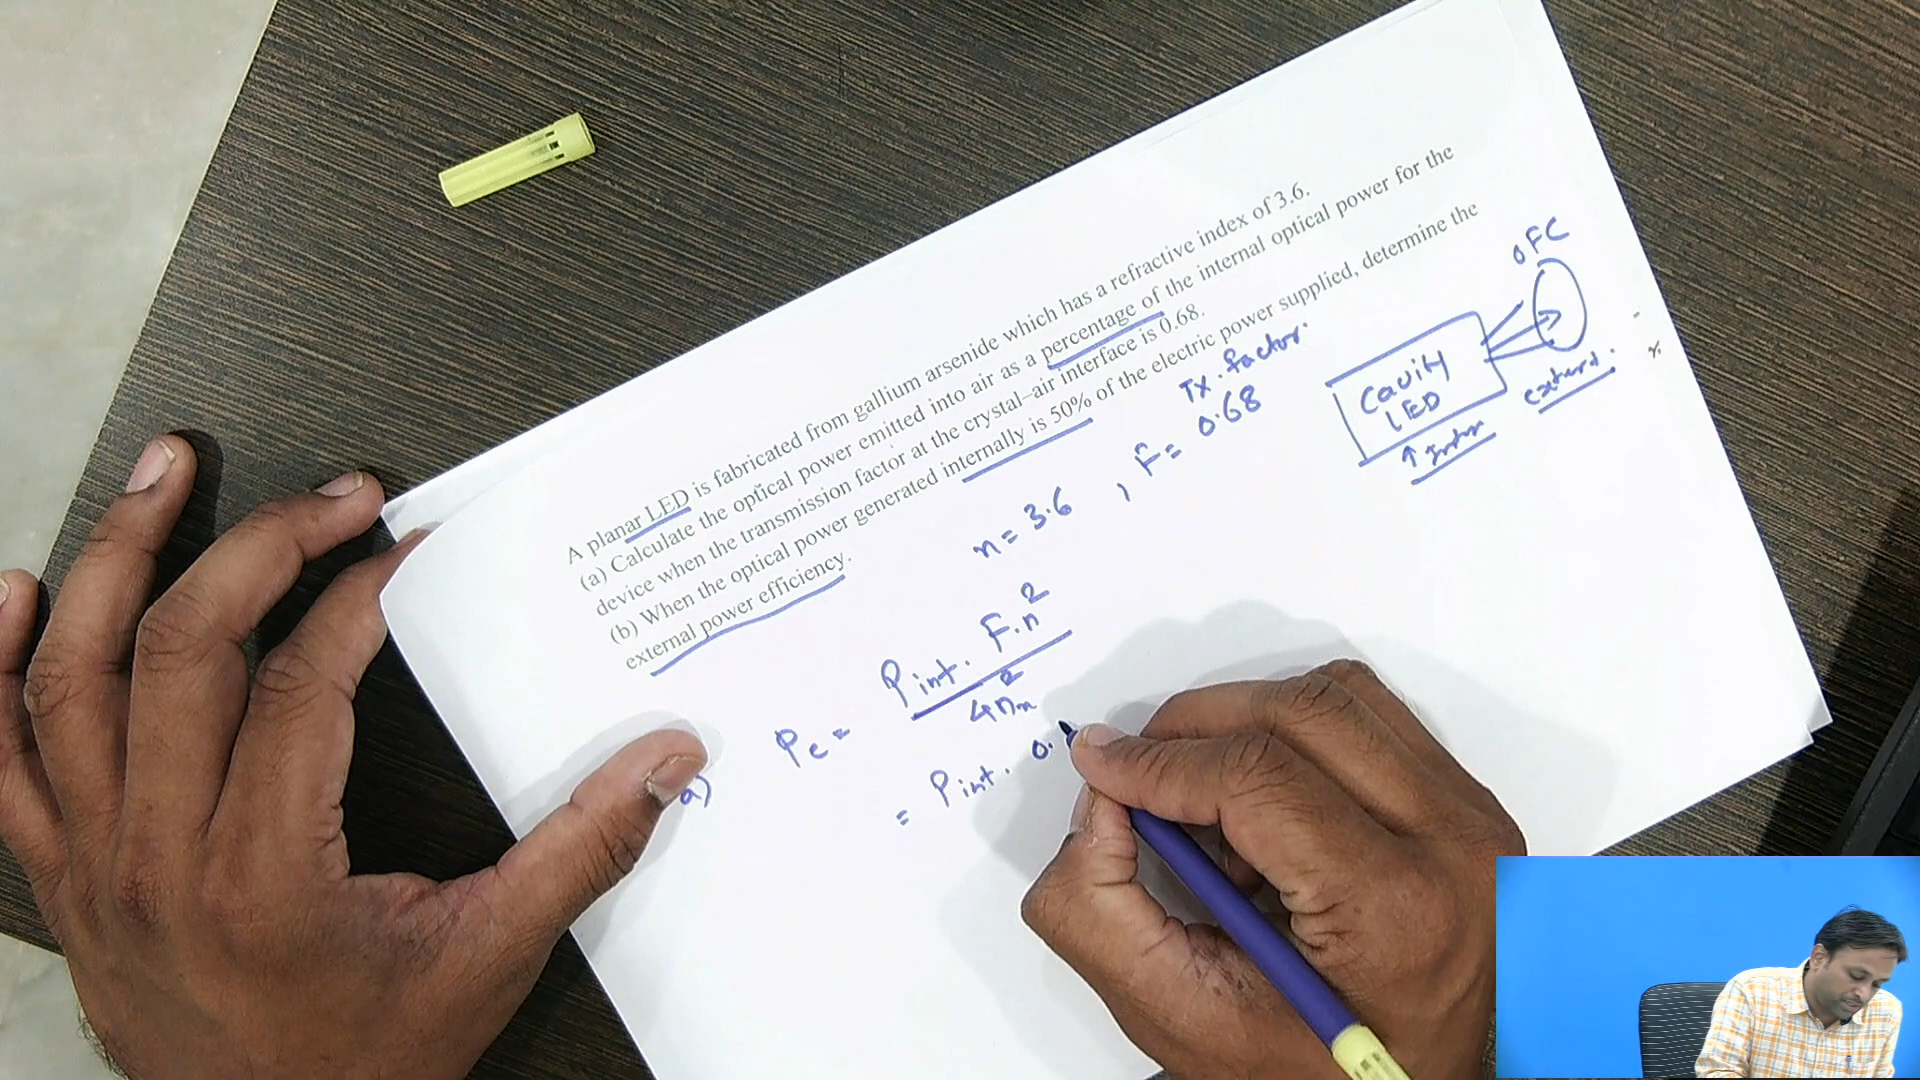 A planar LED is fabricated from gallium arsenide which has a refractive index of 3.6.
(a) Calculate the optical power emitted into air as a percentage of the internal optical power for the
device when the transmission factor at the crystal–air interface is 0.68.
(b) When the optical power generated internally is 50% of the electric power supplied, determine the
external power efficiency.
n = 3.6 , F = 0.68
Tx. factor.
OFC
Cavity
LED
external.
a) Pe = Pint. F.n²
4nx²
= Pint. 0.